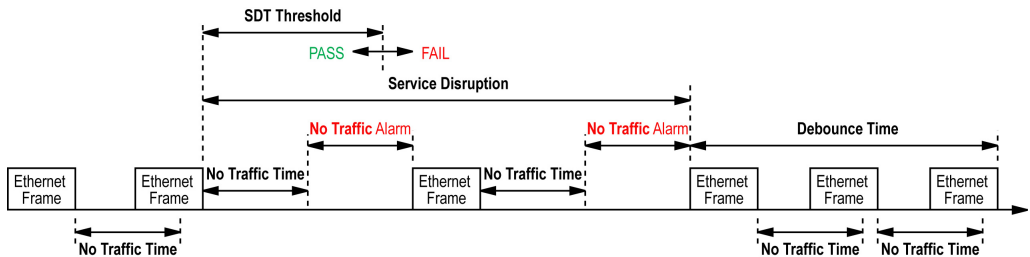 SDT Threshold
PASS
FAIL
Service Disruption
No Traffic Alarm
No Traffic Alarm
Debounce Time
Ethernet
Frame
Ethernet
Frame
No Traffic Time
Ethernet
Frame
No Traffic Time
Ethernet
Frame
Ethernet
Frame
Ethernet
Frame
No Traffic Time
No Traffic Time
No Traffic Time